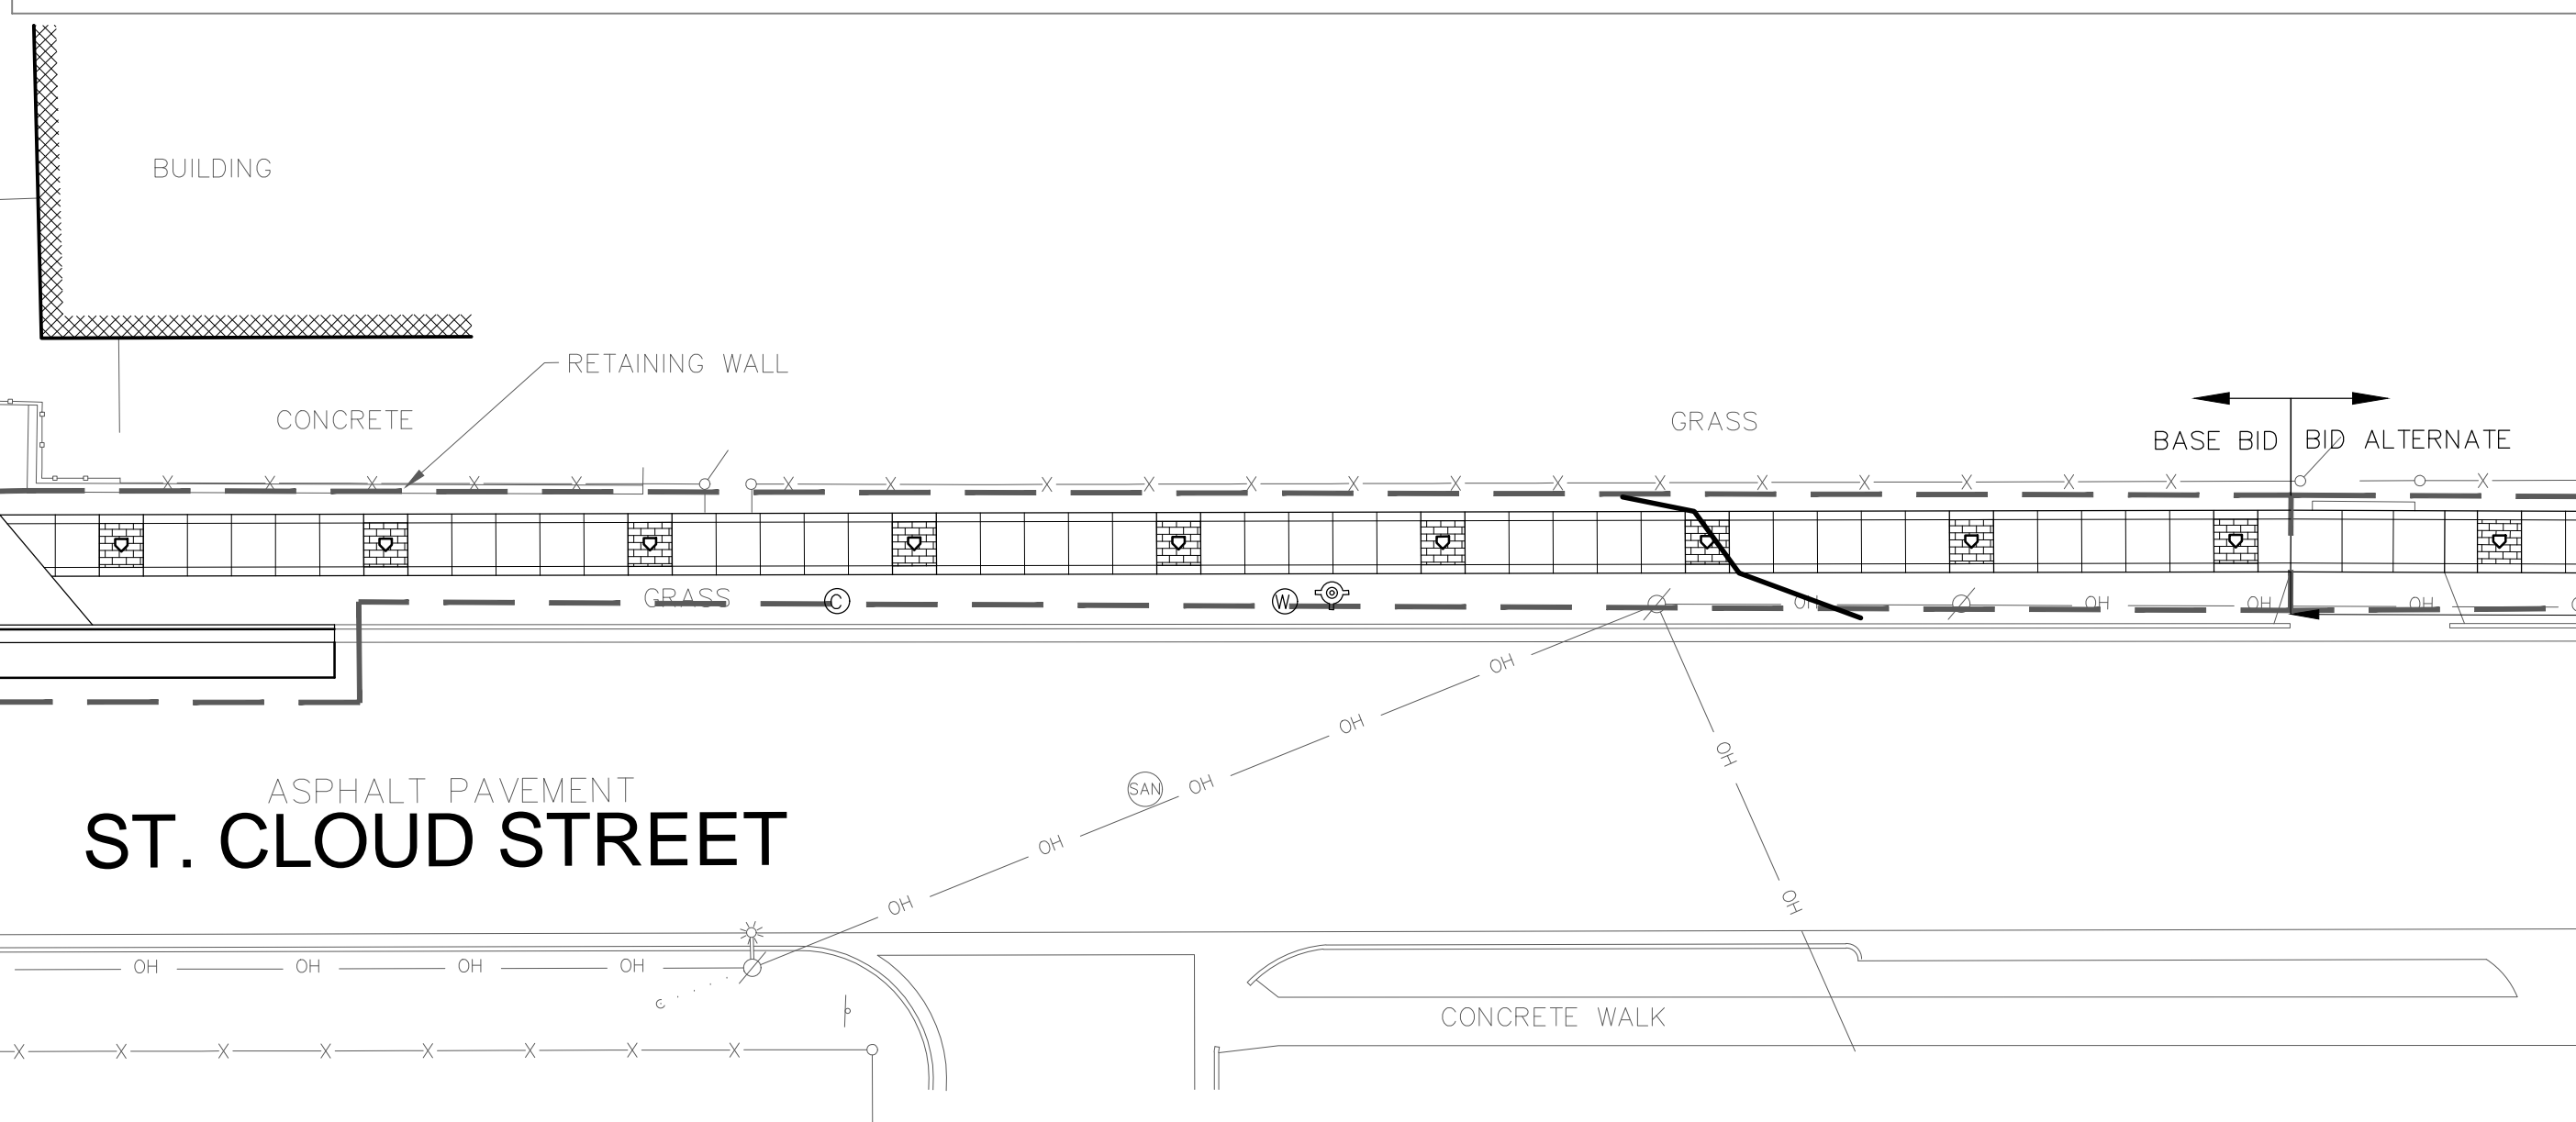 BUILDING
RETAINING WALL
CONCRETE
GRASS
BASE BID
BID ALTERNATE
X X X X X X X X X X X X X X X X X X X X
GRASS
C
W
OH OH OH OH
OH
OH
OH
SAN
OH
OH
OH
OH
OH
ASPHALT PAVEMENT
ST. CLOUD STREET
OH OH OH OH
CONCRETE WALK
X X X X X X X X